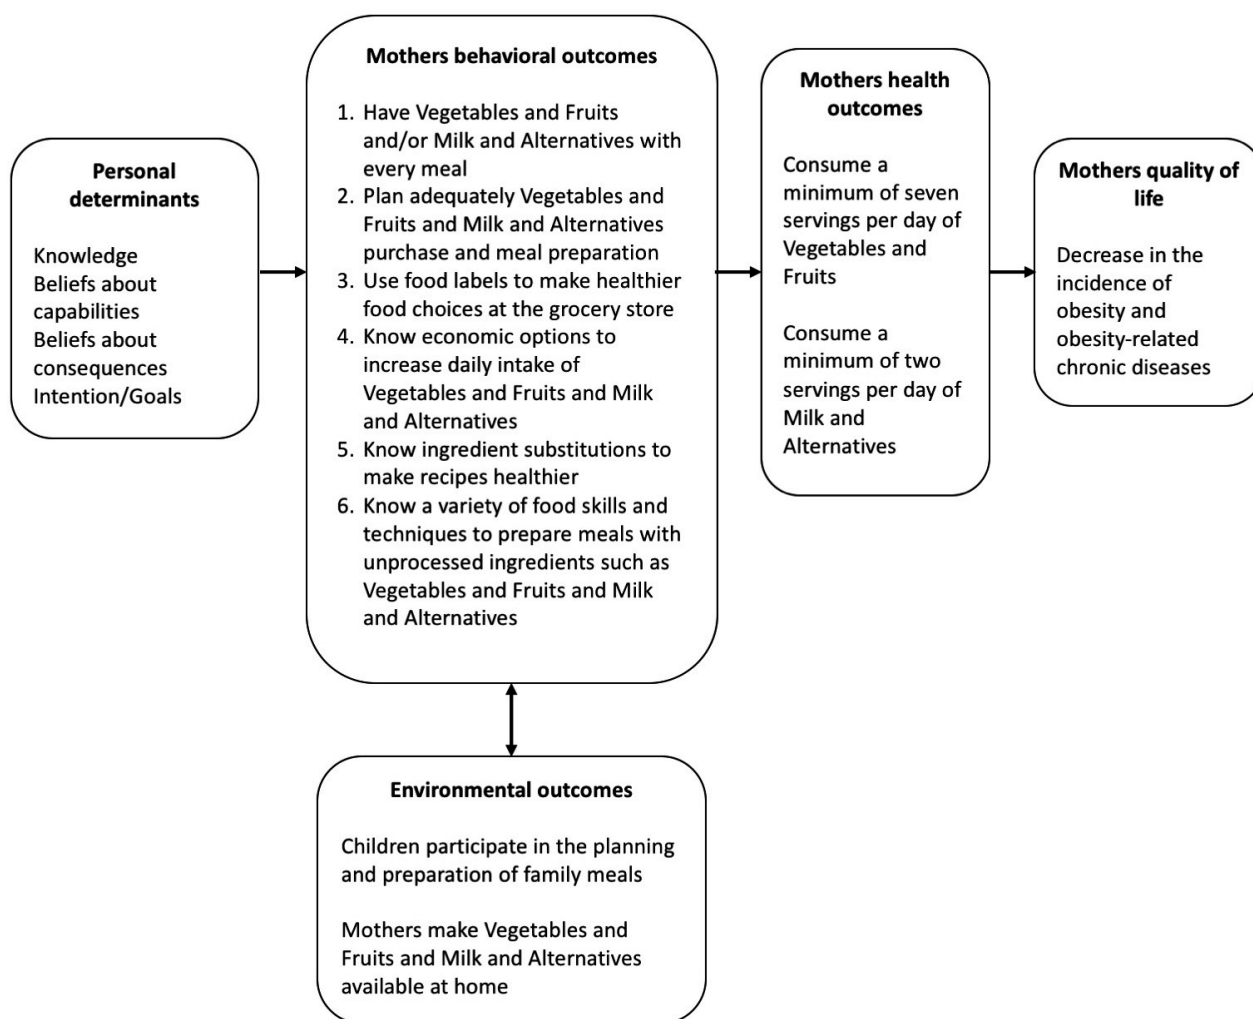 Personal
determinants
Knowledge
Beliefs about
capabilities
Beliefs about
consequences
Intention/Goals
Mothers behavioral outcomes
1. Have Vegetables and Fruits
and/or Milk and Alternatives with
every meal
2. Plan adequately Vegetables and
Fruits and Milk and Alternatives
purchase and meal preparation
3. Use food labels to make healthier
food choices at the grocery store
4. Know economic options to
increase daily intake of
Vegetables and Fruits and Milk
and Alternatives
5. Know ingredient substitutions to
make recipes healthier
6. Know a variety of food skills and
techniques to prepare meals with
unprocessed ingredients such as
Vegetables and Fruits and Milk
and Alternatives
Mothers health
outcomes
Consume a
minimum of seven
servings per day of
Vegetables and
Fruits
Consume a
minimum of two
servings per day of
Milk and
Alternatives
Mothers quality of
life
Decrease in the
incidence of
obesity and
obesity-related
chronic diseases
Environmental outcomes
Children participate in the planning
and preparation of family meals
Mothers make Vegetables and
Fruits and Milk and Alternatives
available at home